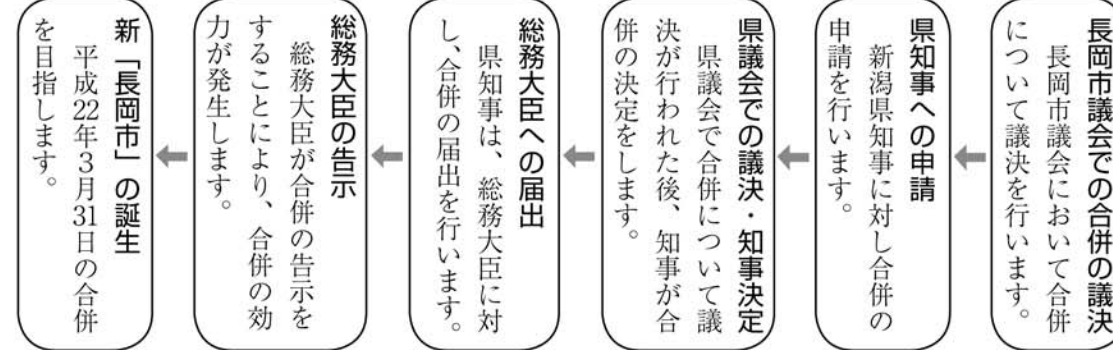 長岡市議会での合併の議決
長岡市議会において合併
について議決を行います。
県知事への申請
新潟県知事に対し合併の
申請を行います。
県議会での議決・知事決定
県議会で合併について議
決が行われた後、知事が合
併の決定をします。
総務大臣への届出
県知事は、総務大臣に対
し、合併の届出を行います。
総務大臣の告示
総務大臣が合併の告示を
することにより、合併の効
力が発生します。
新「長岡市」の誕生
平成22年3月31日の合併
を目指します。